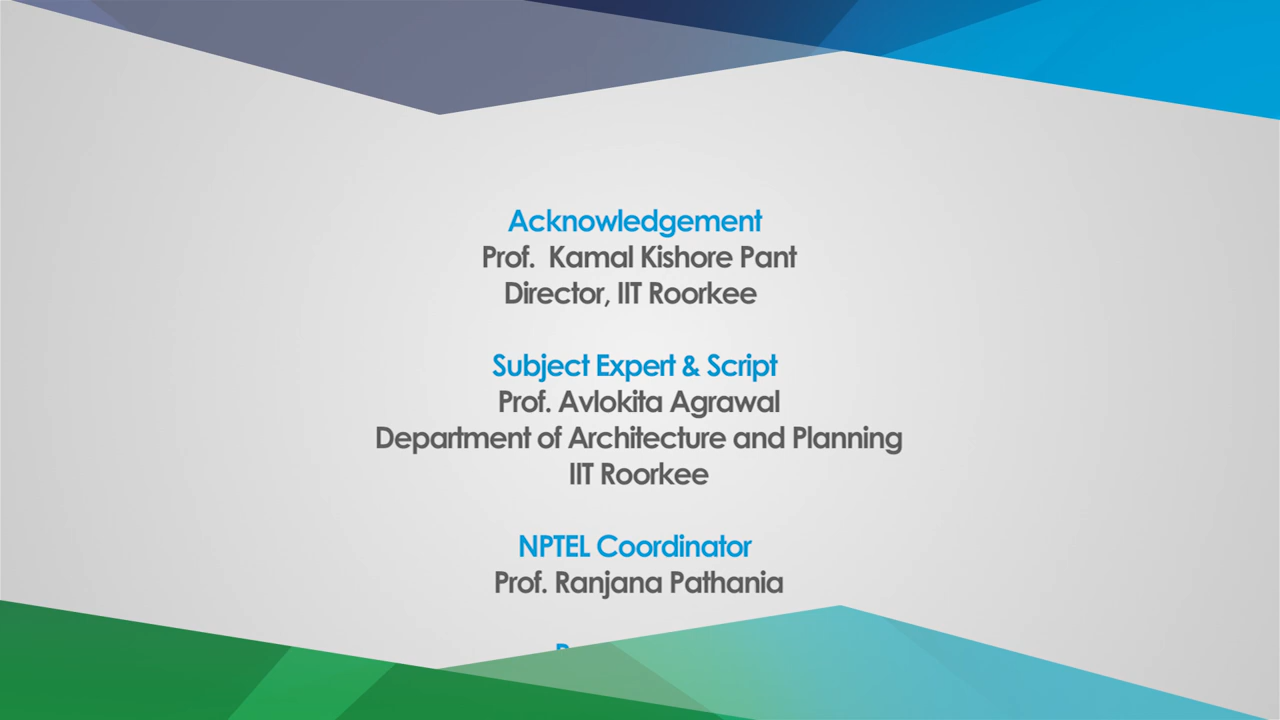 Acknowledgement
Prof. Kamal Kishore Pant
Director, IIT Roorkee
Subject Expert & Script
Prof. Avlokita Agrawal
Department of Architecture and Planning
IIT Roorkee
NPTEL Coordinator
Prof. Ranjana Pathania